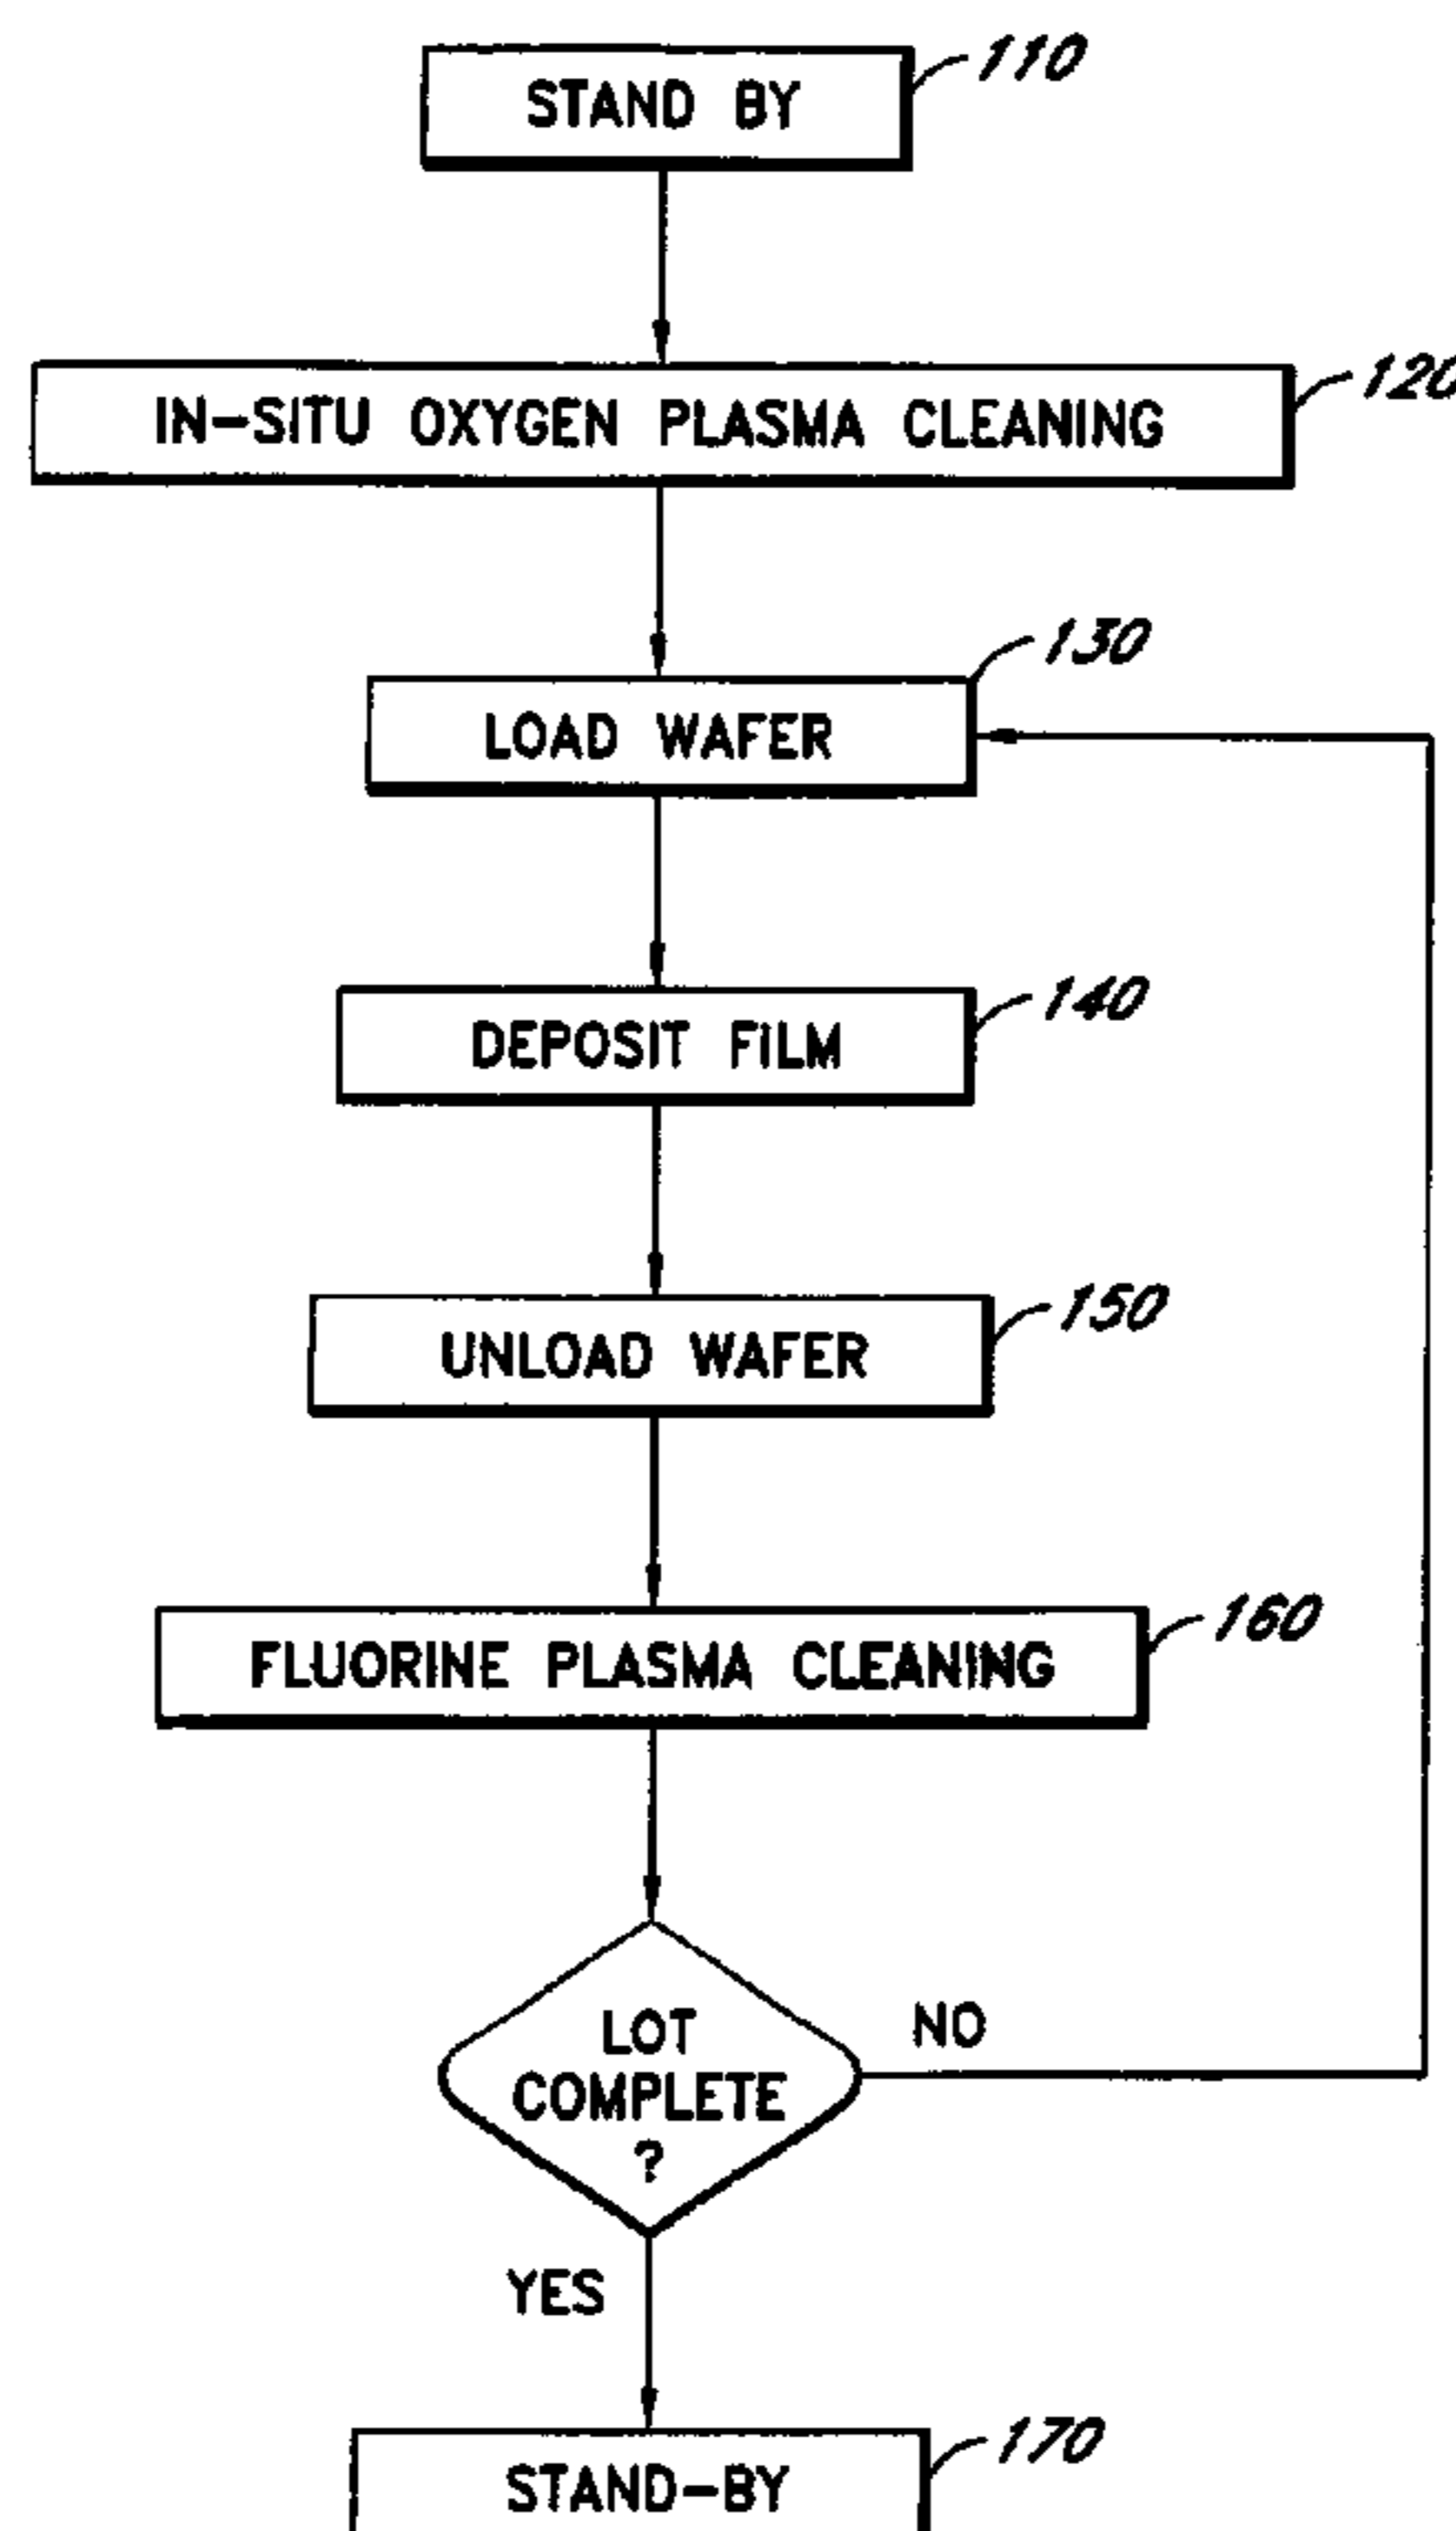 STAND BY
110
IN-SITU OXYGEN PLASMA CLEANING
120
LOAD WAFER
130
DEPOSIT FILM
140
UNLOAD WAFER
150
FLUORINE PLASMA CLEANING
160
LOT
COMPLETE
?
NO
YES
STAND-BY
170